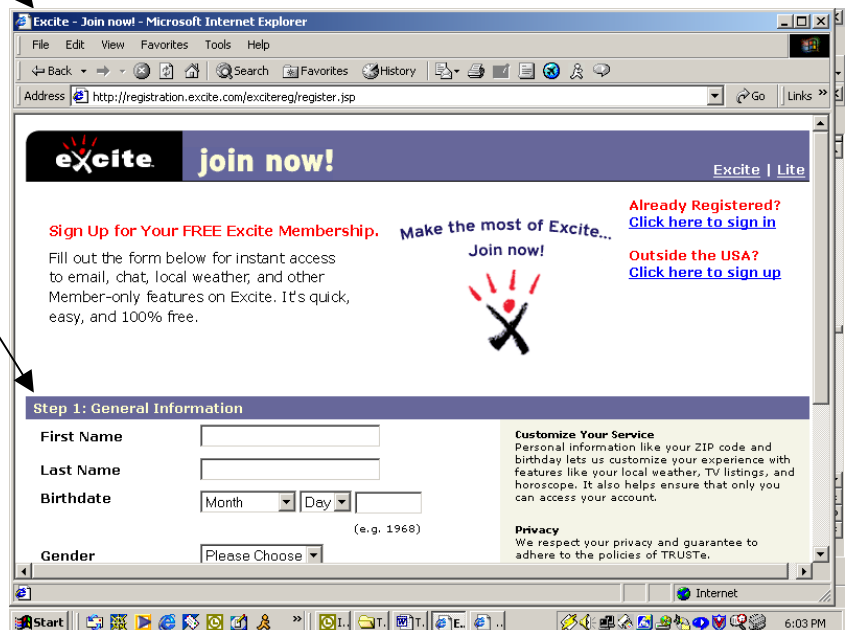 Excite - Join now! - Microsoft Internet Explorer
File Edit View Favorites Tools Help
Back Search Favorites History
Address http://registration.excite.com/excitereg/register.jsp Go Links »
excite join now!
Excite | Lite
Already Registered?
Click here to sign in
Outside the USA?
Click here to sign up
Sign Up for Your FREE Excite Membership.
Fill out the form below for instant access
to email, chat, local weather, and other
Member-only features on Excite. It's quick,
easy, and 100% free.
Make the most of Excite...
Join now!
Step 1: General Information
First Name
Last Name
Birthdate Month Day
(e.g. 1968)
Gender Please Choose
Customize Your Service
Personal information like your ZIP code and
birthday lets us customize your experience with
features like your local weather, TV listings, and
horoscope. It also helps ensure that only you
can access your account.
Privacy
We respect your privacy and guarantee to
adhere to the policies of TRUSTe.
Internet
Start » I.. T.. T.. E.. .. 6:03 PM